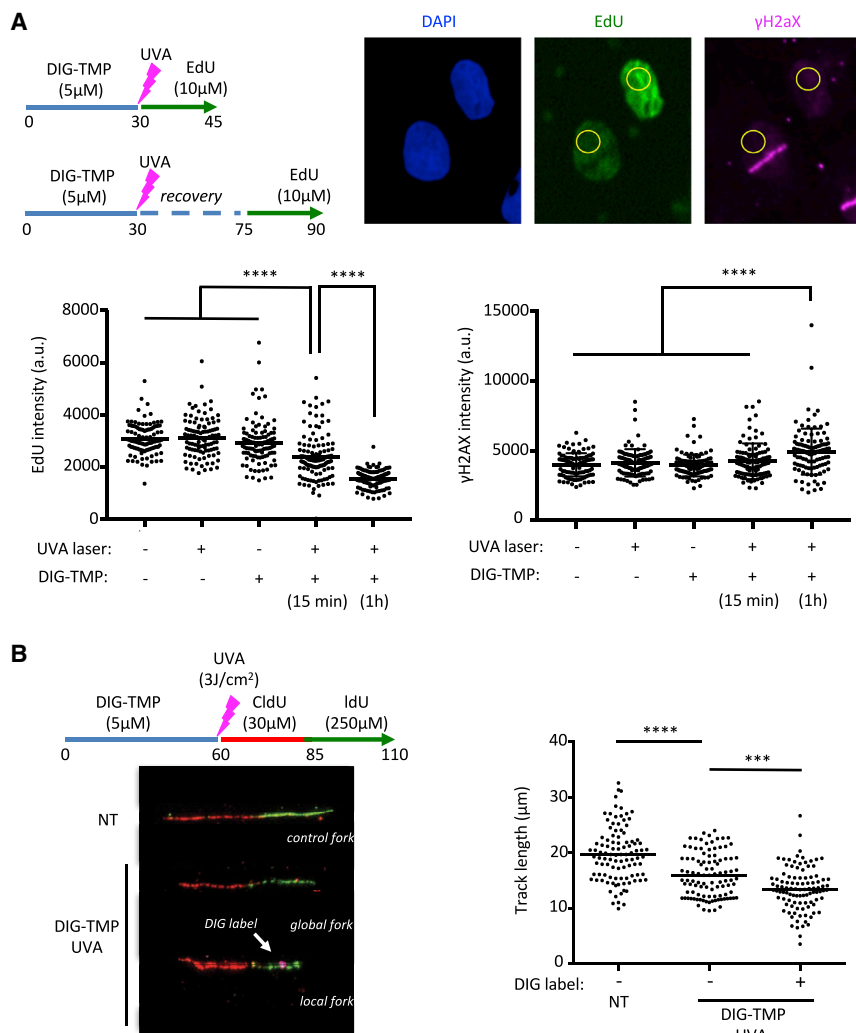 A
DAPI
EdU
γH2aX
UVA
DIG-TMP
(5μM)
EdU
(10μM)
0
30
45
UVA
DIG-TMP
(5μM)
recovery
EdU
(10μM)
0
30
75
90
****
****
8000
6000
4000
2000
0
EdU intensity (a.u.)
UVA laser:
-
+
-
+
+
DIG-TMP:
-
-
+
+
+
(15 min)
(1h)
****
15000
10000
5000
0
γH2AX intensity (a.u.)
UVA laser:
-
+
-
+
+
DIG-TMP:
-
-
+
+
+
(15 min)
(1h)
B
UVA
(3J/cm²)
DIG-TMP
(5μM)
CldU
(30μM)
IdU
(250μM)
0
60
85
110
NT
control fork
DIG-TMP
UVA
global fork
DIG label
local fork
****
***
40
30
20
10
0
Track length (μm)
DIG label:
-
-
+
NT
DIG-TMP
UVA